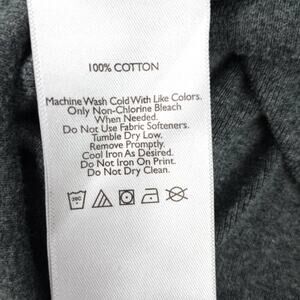 100% COTTON
Machine Wash Cold With Like Colors.
Only Non-Chlorine Bleach
When Needed.
Do Not Use Fabric Softeners.
Tumble Dry Low,
Remove Promptly.
Cool Iron As Desired.
Do Not Iron On Print.
Do Not Dry Clean.